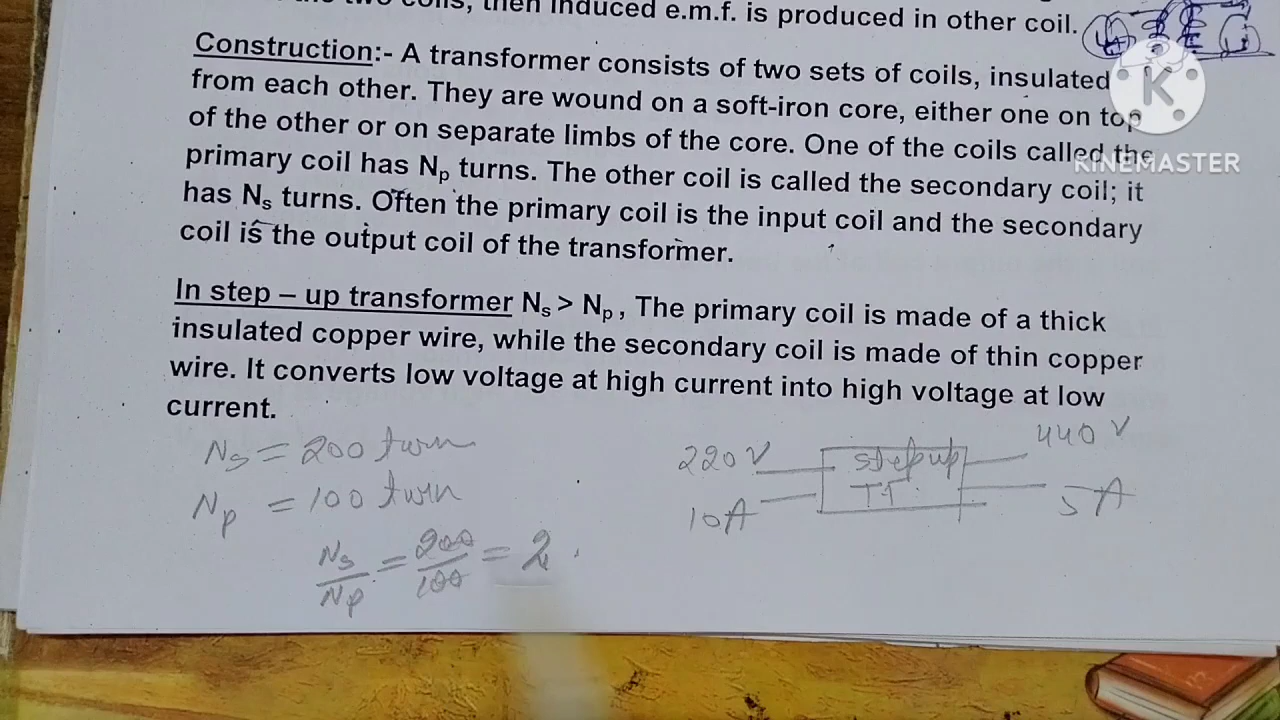 the two coils, then induced e.m.f. is produced in other coil.
Construction:- A transformer consists of two sets of coils, insulated
from each other. They are wound on a soft-iron core, either one on top
of the other or on separate limbs of the core. One of the coils called the
primary coil has Np turns. The other coil is called the secondary coil; it
has Ns turns. Often the primary coil is the input coil and the secondary
coil is the output coil of the transformer.
K
KINEMASTER
In step – up transformer Ns > Np , The primary coil is made of a thick
insulated copper wire, while the secondary coil is made of thin copper
wire. It converts low voltage at high current into high voltage at low
current.
Ns = 200 turn
Np = 100 turn
Ns/Np = 200/100 = 2
220 V
10A
step up
440 V
5A